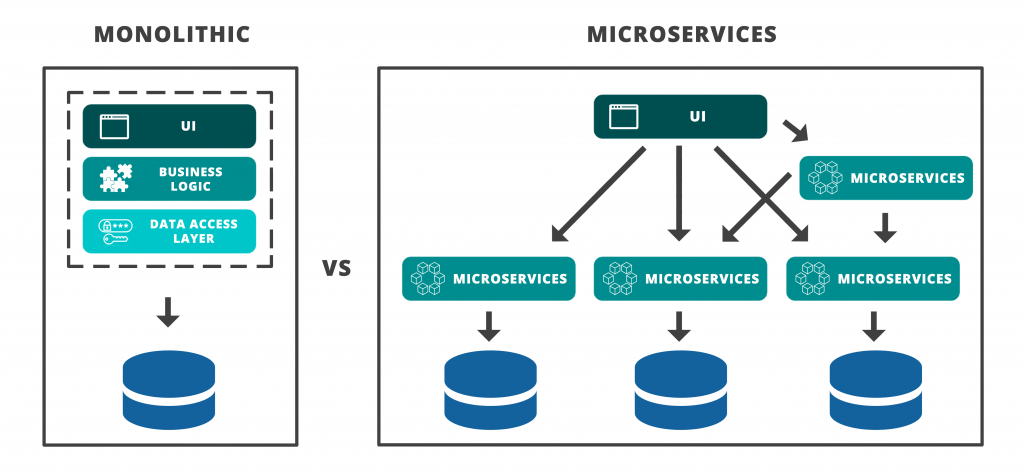 MONOLITHIC
UI
BUSINESS
LOGIC
DATA ACCESS
LAYER
VS
MICROSERVICES
UI
MICROSERVICES
MICROSERVICES
MICROSERVICES
MICROSERVICES